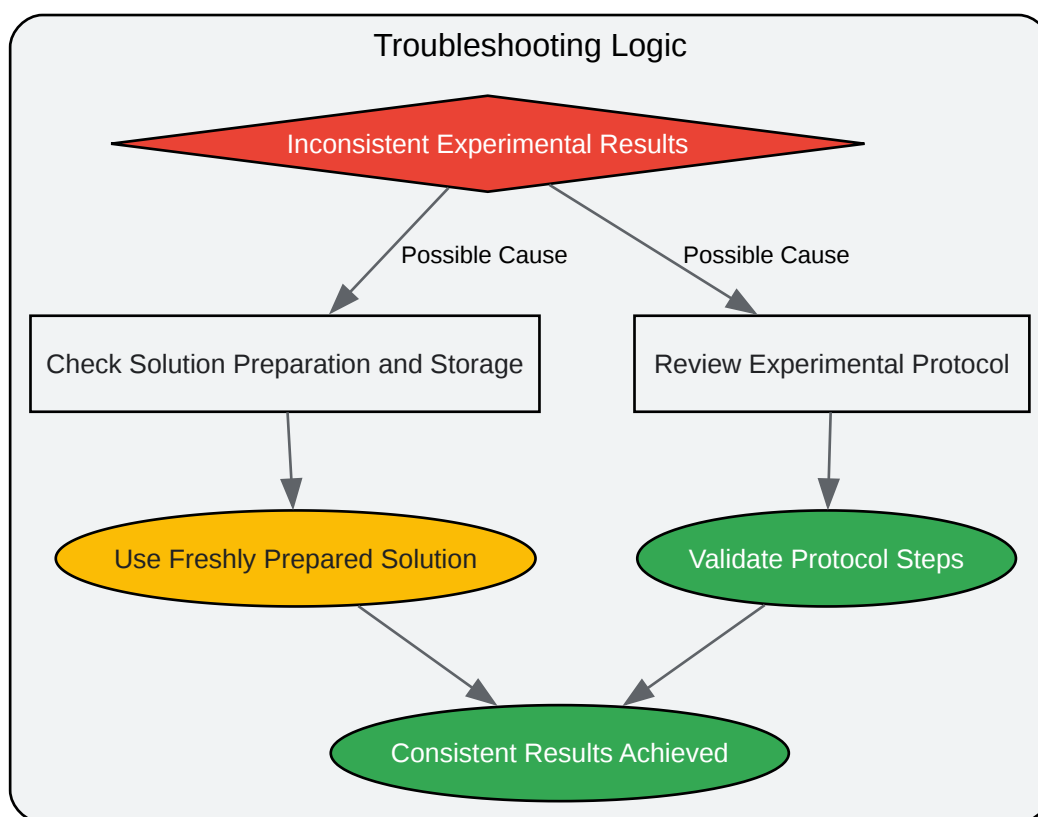 Troubleshooting Logic
Inconsistent Experimental Results
Possible Cause
Possible Cause
Check Solution Preparation and Storage
Review Experimental Protocol
Use Freshly Prepared Solution
Validate Protocol Steps
Consistent Results Achieved